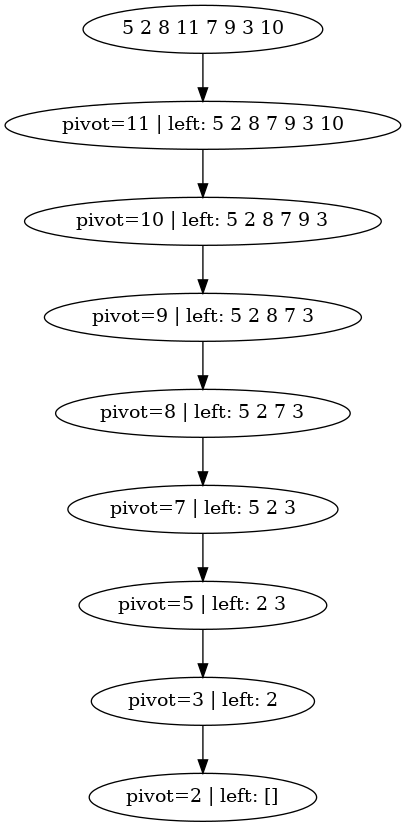 5 2 8 11 7 9 3 10
pivot=11 | left: 5 2 8 7 9 3 10
pivot=10 | left: 5 2 8 7 9 3
pivot=9 | left: 5 2 8 7 3
pivot=8 | left: 5 2 7 3
pivot=7 | left: 5 2 3
pivot=5 | left: 2 3
pivot=3 | left: 2
pivot=2 | left: []